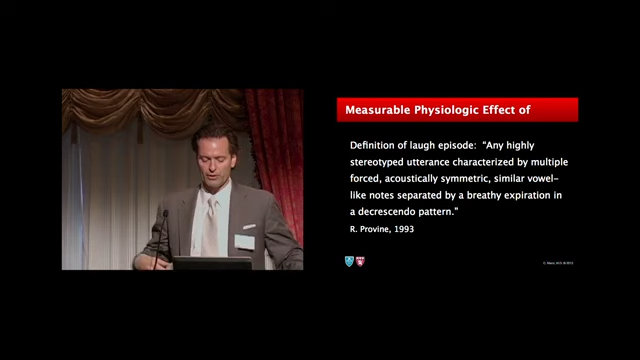 Measurable Physiologic Effect of
Definition of laugh episode: “Any highly
stereotyped utterance characterized by multiple
forced, acoustically symmetric, similar vowel-
like notes separated by a breathy expiration in
a decrescendo pattern.”
R. Provine, 1993